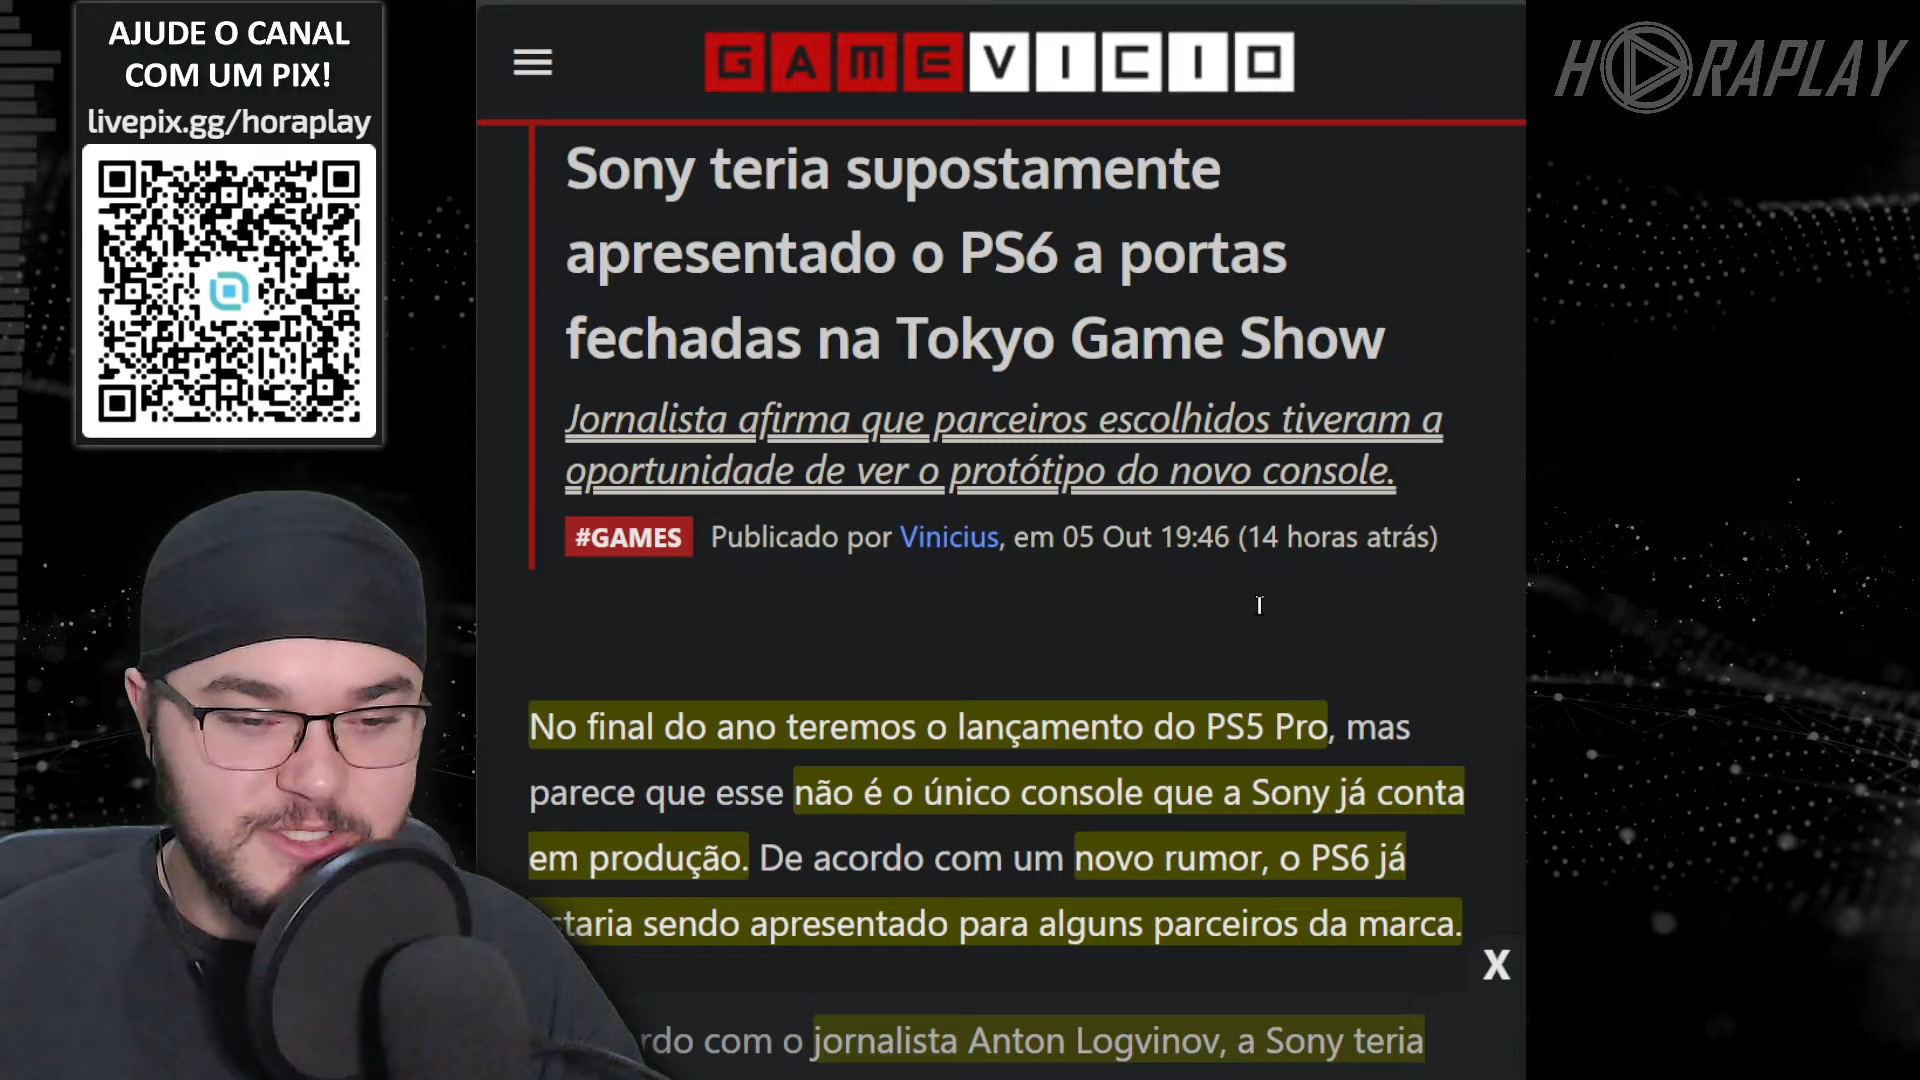 AJUDE O CANAL
COM UM PIX!
livepix.gg/horaplay
GAMEVICIO
HORAPLAY
Sony teria supostamente
apresentado o PS6 a portas
fechadas na Tokyo Game Show
Jornalista afirma que parceiros escolhidos tiveram a
oportunidade de ver o protótipo do novo console.
#GAMES Publicado por Vinicius, em 05 Out 19:46 (14 horas atrás)
No final do ano teremos o lançamento do PS5 Pro, mas
parece que esse não é o único console que a Sony já conta
em produção. De acordo com um novo rumor, o PS6 já
staria sendo apresentado para alguns parceiros da marca.
X
rdo com o jornalista Anton Logvinov, a Sony teria